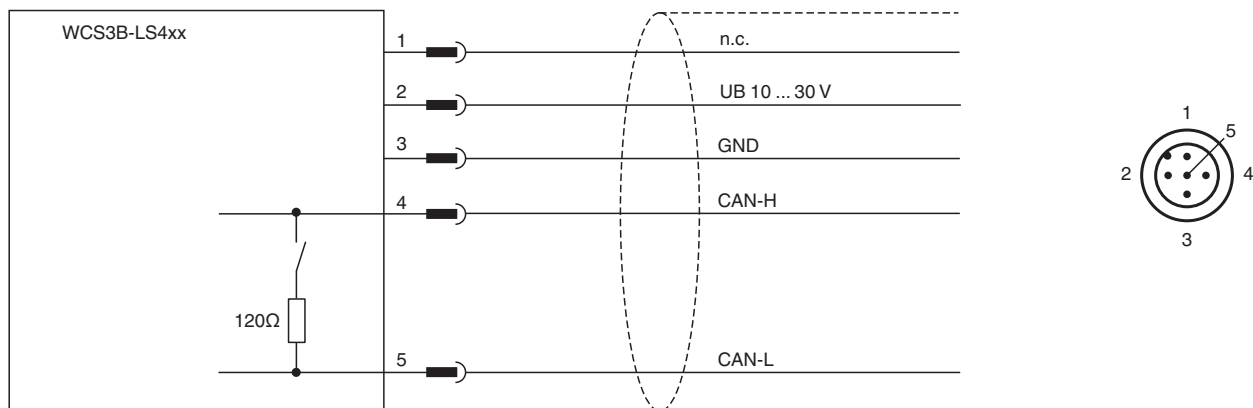 WCS3B-LS4xx
1
n.c.
2
UB 10 ... 30 V
3
GND
4
CAN-H
120Ω
5
CAN-L
1
5
2
4
3